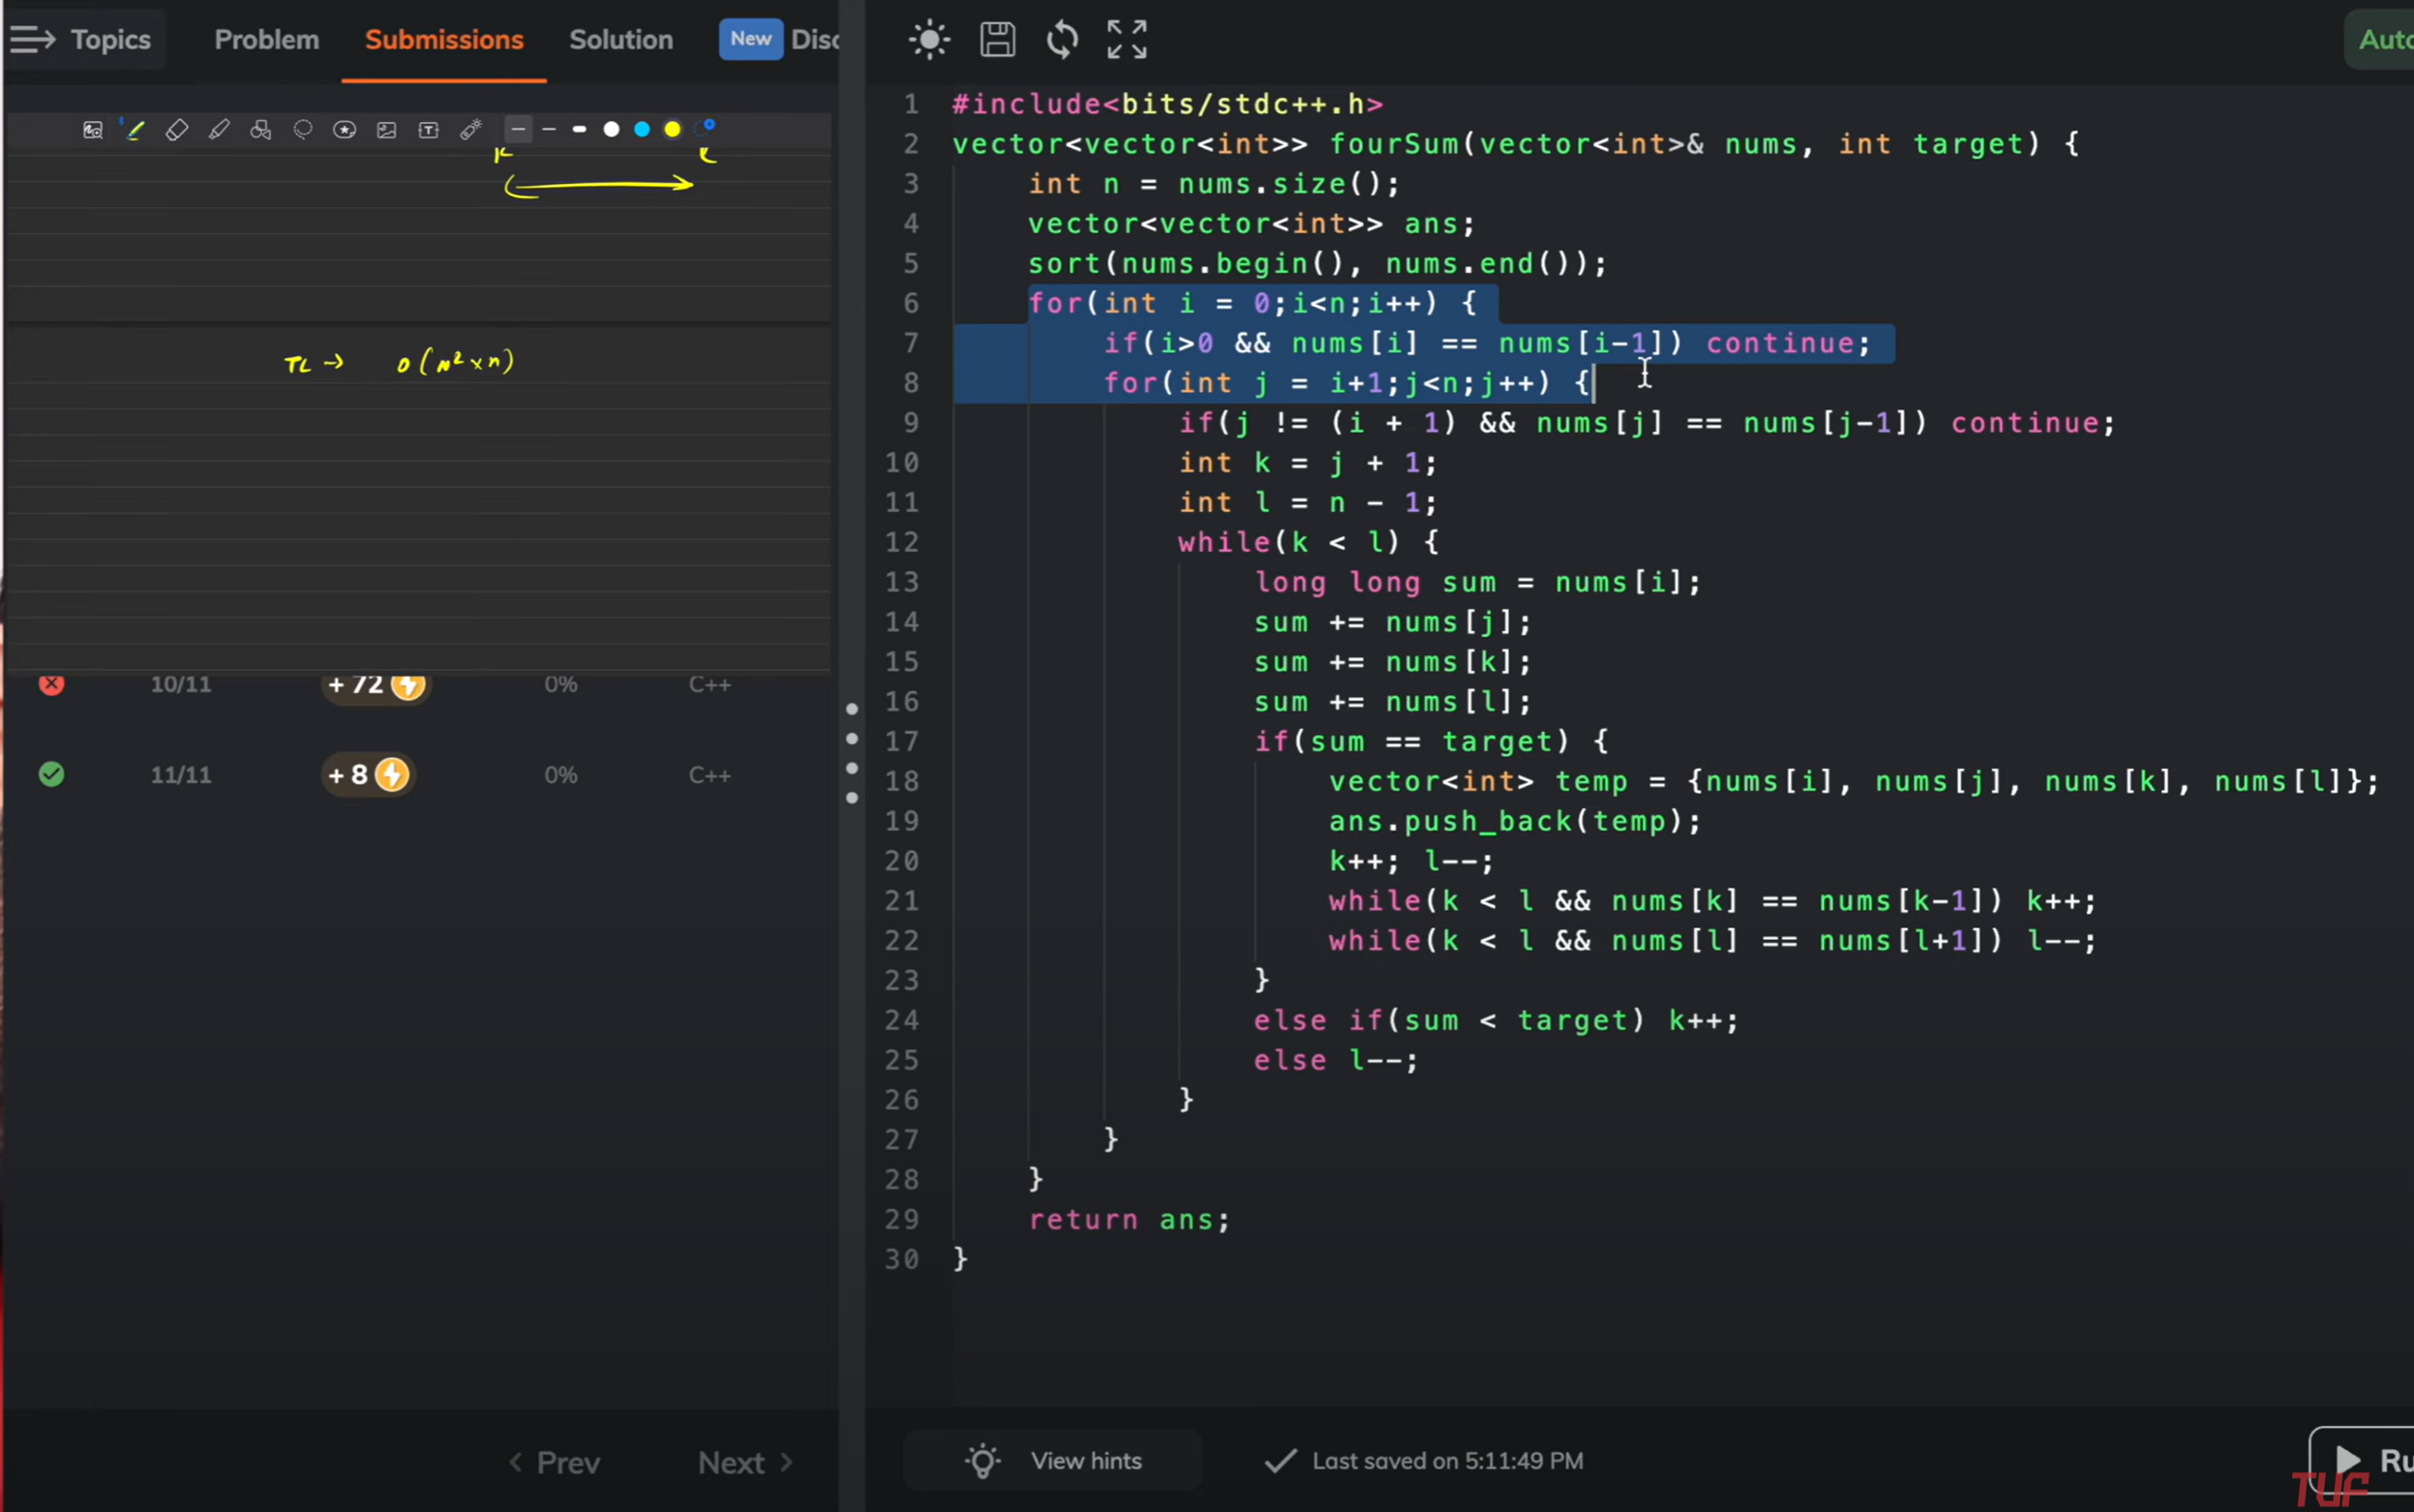 Topics Problem Submissions Solution New
TC → O(N² × n)
10/11 + 72 0% C++
11/11 + 8 0% C++
Prev Next
1 #include<bits/stdc++.h>
2 vector<vector<int>> fourSum(vector<int>& nums, int target) {
3 int n = nums.size();
4 vector<vector<int>> ans;
5 sort(nums.begin(), nums.end());
6 for(int i = 0;i<n;i++) {
7 if(i>0 && nums[i] == nums[i-1]) continue;
8 for(int j = i+1;j<n;j++) {
9 if(j != (i + 1) && nums[j] == nums[j-1]) continue;
10 int k = j + 1;
11 int l = n - 1;
12 while(k < l) {
13 long long sum = nums[i];
14 sum += nums[j];
15 sum += nums[k];
16 sum += nums[l];
17 if(sum == target) {
18 vector<int> temp = {nums[i], nums[j], nums[k], nums[l]};
19 ans.push_back(temp);
20 k++; l--;
21 while(k < l && nums[k] == nums[k-1]) k++;
22 while(k < l && nums[l] == nums[l+1]) l--;
23 }
24 else if(sum < target) k++;
25 else l--;
26 }
27 }
28 }
29 return ans;
30 }
View hints Last saved on 5:11:49 PM
TUF